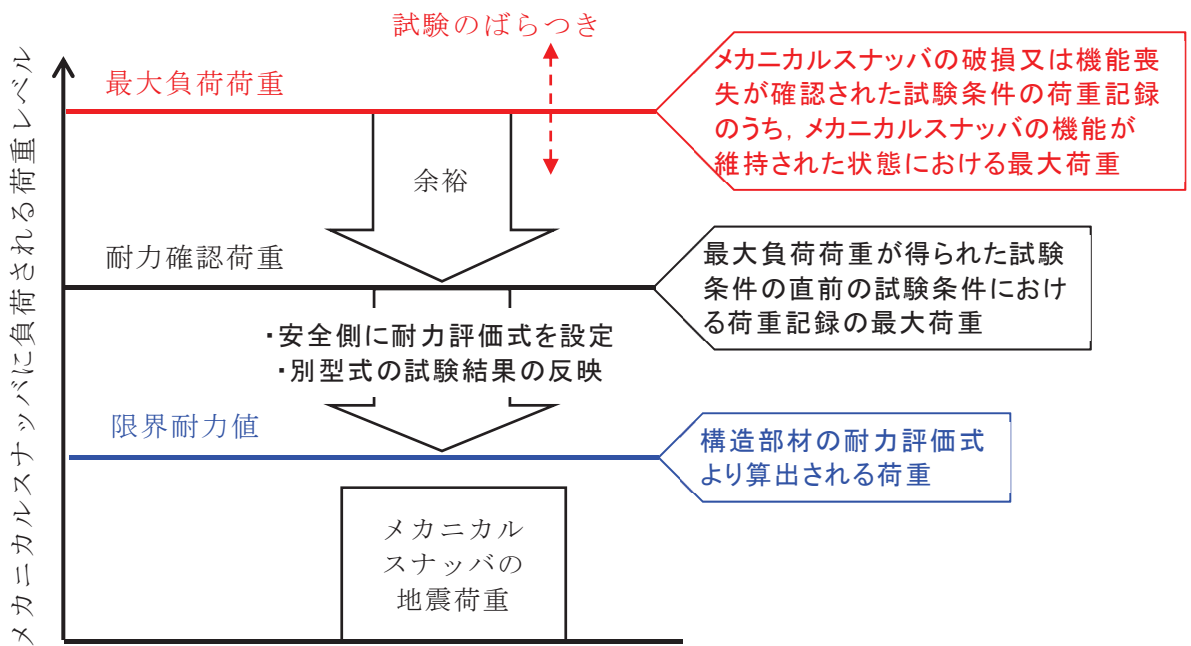 メカニカルスナッバに負荷される荷重レベル
試験のばらつき
最大負荷荷重
メカニカルスナッバの破損又は機能喪
失が確認された試験条件の荷重記録
のうち，メカニカルスナッバの機能が
維持された状態における最大荷重
余裕
耐力確認荷重
最大負荷荷重が得られた試験
条件の直前の試験条件におけ
る荷重記録の最大荷重
・安全側に耐力評価式を設定
・別型式の試験結果の反映
限界耐力値
構造部材の耐力評価式
より算出される荷重
メカニカル
スナッバの
地震荷重